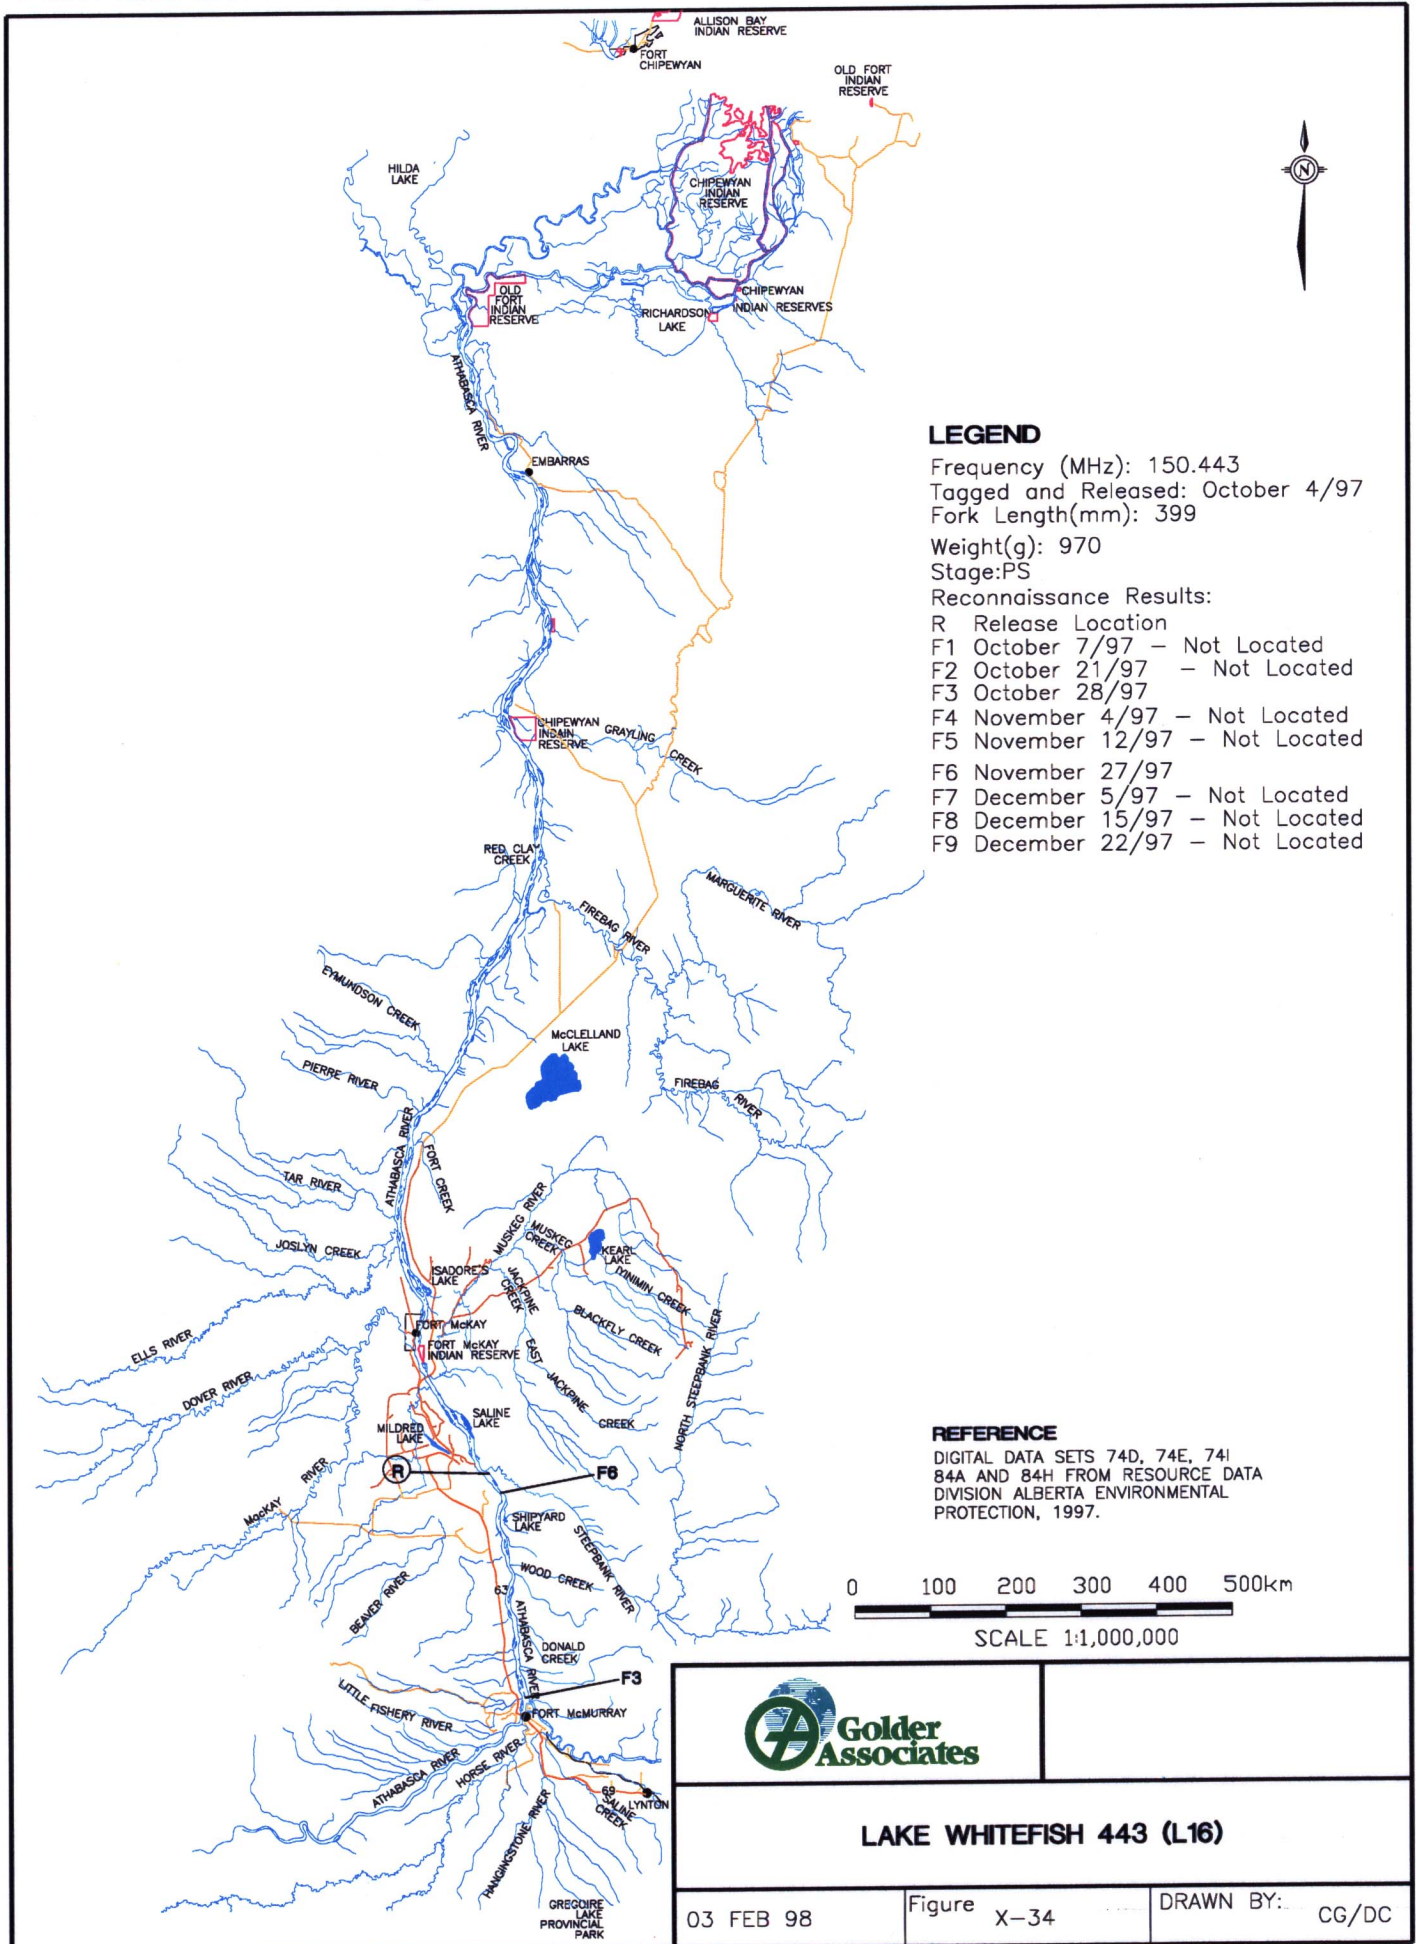 ALLISON BAY
INDIAN RESERVE
FORT
CHIPEWYAN
OLD FORT
INDIAN
RESERVE
N
HILDA
LAKE
CHIPEWYAN
INDIAN
RESERVE
OLD
FORT
INDIAN
RESERVE
CHIPEWYAN
INDIAN RESERVES
RICHARDSON
LAKE
ATHABASCA RIVER
EMBARRAS
LEGEND
Frequency (MHz): 150.443
Tagged and Released: October 4/97
Fork Length(mm): 399
Weight(g): 970
Stage:PS
Reconnaissance Results:
R Release Location
F1 October 7/97 – Not Located
F2 October 21/97 – Not Located
F3 October 28/97
F4 November 4/97 – Not Located
F5 November 12/97 – Not Located
F6 November 27/97
F7 December 5/97 – Not Located
F8 December 15/97 – Not Located
F9 December 22/97 – Not Located
CHIPEWYAN
INDAIN
RESERVE
GRAYLING
CREEK
RED CLAY
CREEK
MARGUERITE RIVER
FIREBAG RIVER
EYMUNDSON CREEK
McCLELLAND
LAKE
PIERRE RIVER
FIREBAG
RIVER
ATHABASCA RIVER
FORT CREEK
TAR RIVER
MUSKEG RIVER
MUSKEG
CREEK
JOSLYN CREEK
KEARL
LAKE
ISADORE'S
LAKE
JACKPINE
CREEK
IYINIMIN CREEK
BLACKFLY CREEK
FORT McKAY
FORT McKAY
INDIAN RESERVE
ELLS RIVER
EAST
JACKPINE
CREEK
NORTH STEEPBANK RIVER
DOVER RIVER
SALINE
LAKE
MILDRED
LAKE
R
F6
RIVER
MacKAY
SHIPYARD
LAKE
STEEPBANK RIVER
REFERENCE
DIGITAL DATA SETS 74D, 74E, 74I
84A AND 84H FROM RESOURCE DATA
DIVISION ALBERTA ENVIRONMENTAL
PROTECTION, 1997.
WOOD CREEK
63
BEAVER RIVER
ATHABASCA RIVER
0 100 200 300 400 500km
SCALE 1:1,000,000
DONALD
CREEK
F3
LITTLE FISHERY RIVER
FORT McMURRAY
ATHABASCA RIVER
HORSE RIVER
69
SALINE
CREEK
LYNTON
HANGINGSTONE RIVER
GREGOIRE
LAKE
PROVINCIAL
PARK
Golder
Associates
LAKE WHITEFISH 443 (L16)
03 FEB 98
Figure X–34
DRAWN BY: CG/DC